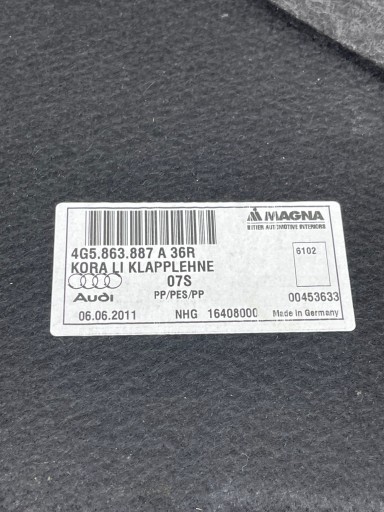 MAGNA
INTIER AUTOMOTIVE INTERIORS
4G5.863.887 A 36R
KORA LI KLAPPLEHNE
6102
07S
Audi
PP/PES/PP
00453633
06.06.2011 NHG 16408000 Made in Germany